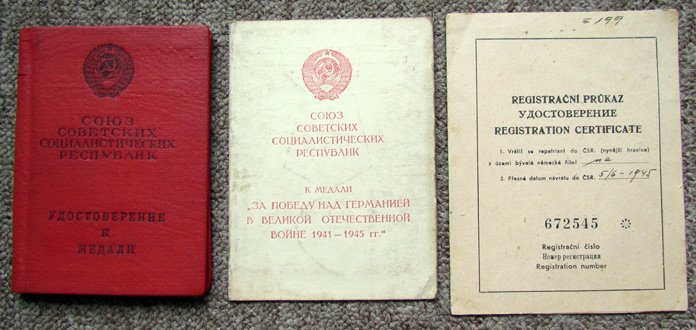 СОЮЗ
СОВЕТСКИХ
СОЦИАЛИСТИЧЕСКИХ
РЕСПУБЛИК
УДОСТОВЕРЕНИЕ
К
МЕДАЛИ
СОЮЗ
СОВЕТСКИХ
СОЦИАЛИСТИЧЕСКИХ
РЕСПУБЛИК
К МЕДАЛИ
„ЗА ПОБЕДУ НАД ГЕРМАНИЕЙ
В ВЕЛИКОЙ ОТЕЧЕСТВЕННОЙ
ВОЙНЕ 1941—1945 гг.“
199
REGISTRAČNÍ PRŮKAZ
УДОСТОВЕРЕНИЕ
REGISTRATION CERTIFICATE
1. Vrátil se repatriant do ČSR. (nynější hranice)
z území bývalé německé říše?
2. Přesné datum návratu do ČSR. 5/6-1945
672545
Registrační číslo
Номер регистрации
Registration number